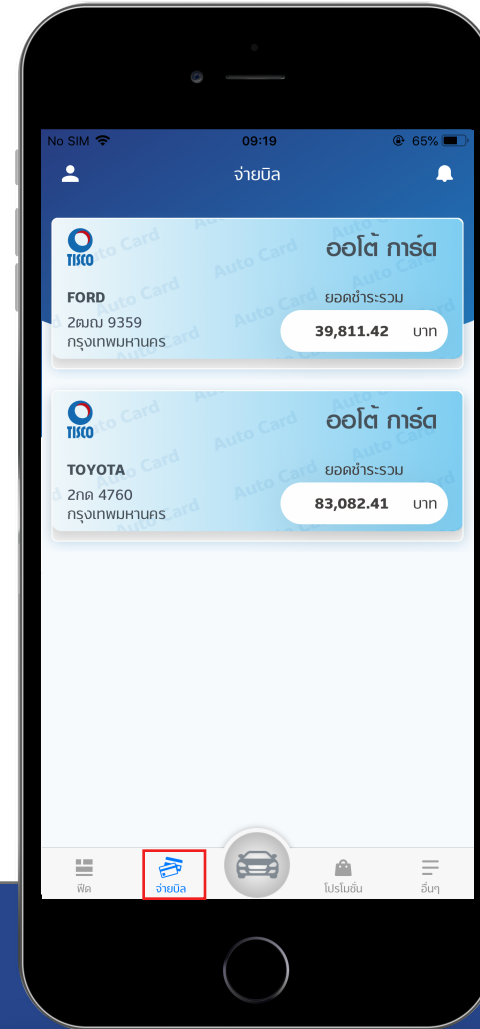 No SIM 09:19 65%
จ่ายบิล
TISCO
ออโต้ การ์ด
FORD
ยอดชำระรวม
2ฒฌ 9359
39,811.42 บาท
กรุงเทพมหานคร
TISCO
ออโต้ การ์ด
TOYOTA
ยอดชำระรวม
2กด 4760
83,082.41 บาท
กรุงเทพมหานคร
Auto Card
ฟีด
จ่ายบิล
โปรโมชั่น
อื่นๆ